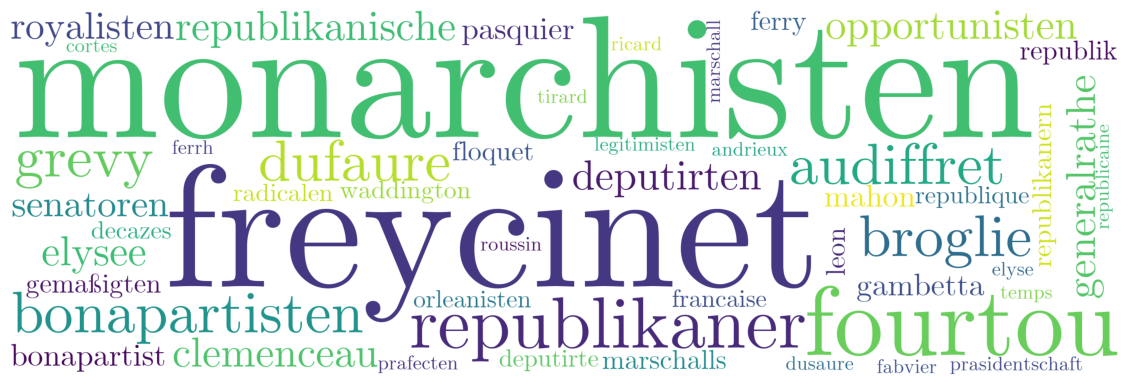 royalisten republikanische pasquier marschall ferry opportunisten
cortes ricard republik
monarchisten
tirard
ferrh legitimisten andrieux
grevy dufaure floquet audiffret generalrathe
radicalen waddington deputirten mahon republique republikanern republicaine
senatoren freycinet
decazes roussin leon broglie
elysee elyse
gemaßigten orleanisten francaise gambetta temps
bonapartisten republikaner fourtou
bonapartist clemenceau prafecten deputirte marschalls dusaure fabvier prasidentschaft